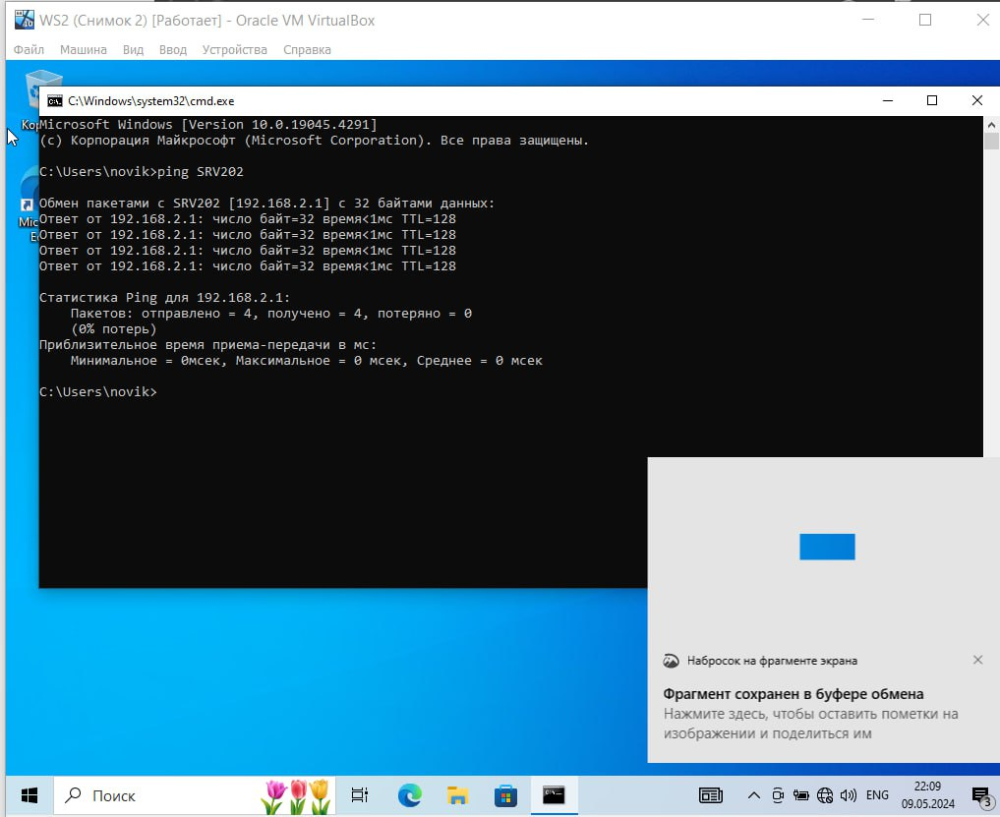 WS2 (Снимок 2) [Работает] - Oracle VM VirtualBox
Файл Машина Вид Ввод Устройства Справка
C:\Windows\system32\cmd.exe
Microsoft Windows [Version 10.0.19045.4291]
(c) Корпорация Майкрософт (Microsoft Corporation). Все права защищены.
C:\Users\novik>ping SRV202
Обмен пакетами с SRV202 [192.168.2.1] с 32 байтами данных:
Ответ от 192.168.2.1: число байт=32 время<1мс TTL=128
Ответ от 192.168.2.1: число байт=32 время<1мс TTL=128
Ответ от 192.168.2.1: число байт=32 время<1мс TTL=128
Ответ от 192.168.2.1: число байт=32 время<1мс TTL=128
Статистика Ping для 192.168.2.1:
Пакетов: отправлено = 4, получено = 4, потеряно = 0
(0% потерь)
Приблизительное время приема-передачи в мс:
Минимальное = 0мсек, Максимальное = 0 мсек, Среднее = 0 мсек
C:\Users\novik>
Набросок на фрагменте экрана
Фрагмент сохранен в буфере обмена
Нажмите здесь, чтобы оставить пометки на
изображении и поделиться им
Поиск
ENG
22:09
09.05.2024
3